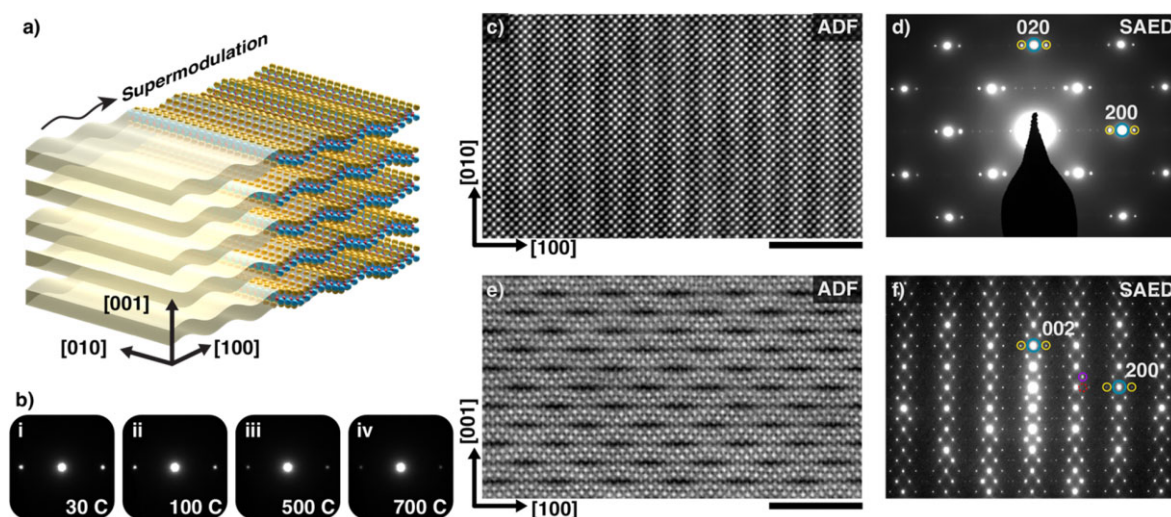 a)
Supermodulation
[001]
[010]
[100]
b)
i
30 C
ii
100 C
iii
500 C
iv
700 C
c)
ADF
[010]
[100]
d)
SAED
020
200
e)
ADF
[001]
[100]
f)
SAED
002
200